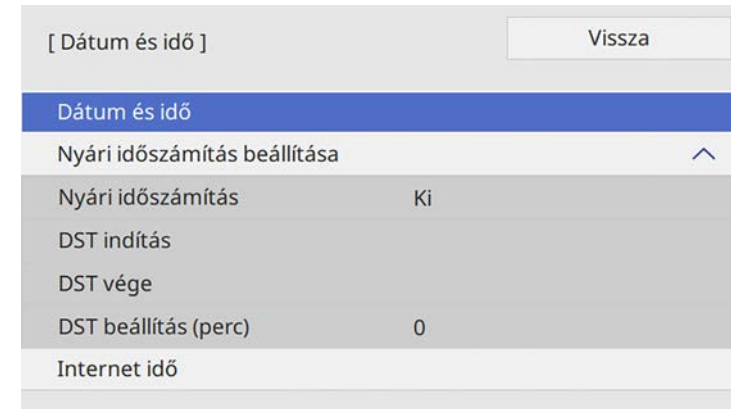 [ Dátum és idő ]
Vissza
Dátum és idő
Nyári időszámítás beállítása
Nyári időszámítás Ki
DST indítás
DST vége
DST beállítás (perc) 0
Internet idő